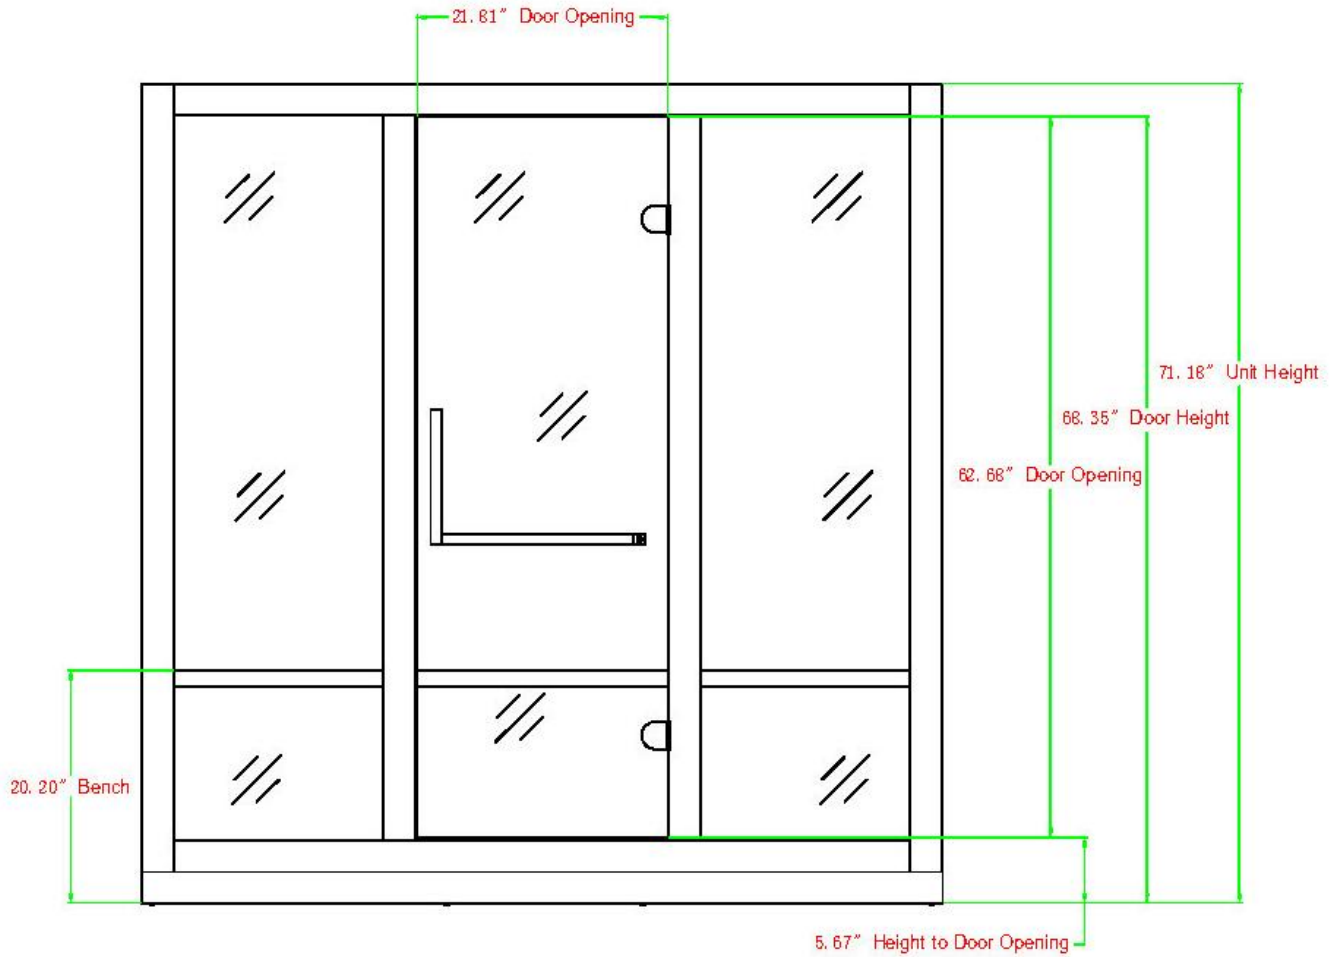 21.81" Door Opening
71.18" Unit Height
68.35" Door Height
62.68" Door Opening
20.20" Bench
5.67" Height to Door Opening